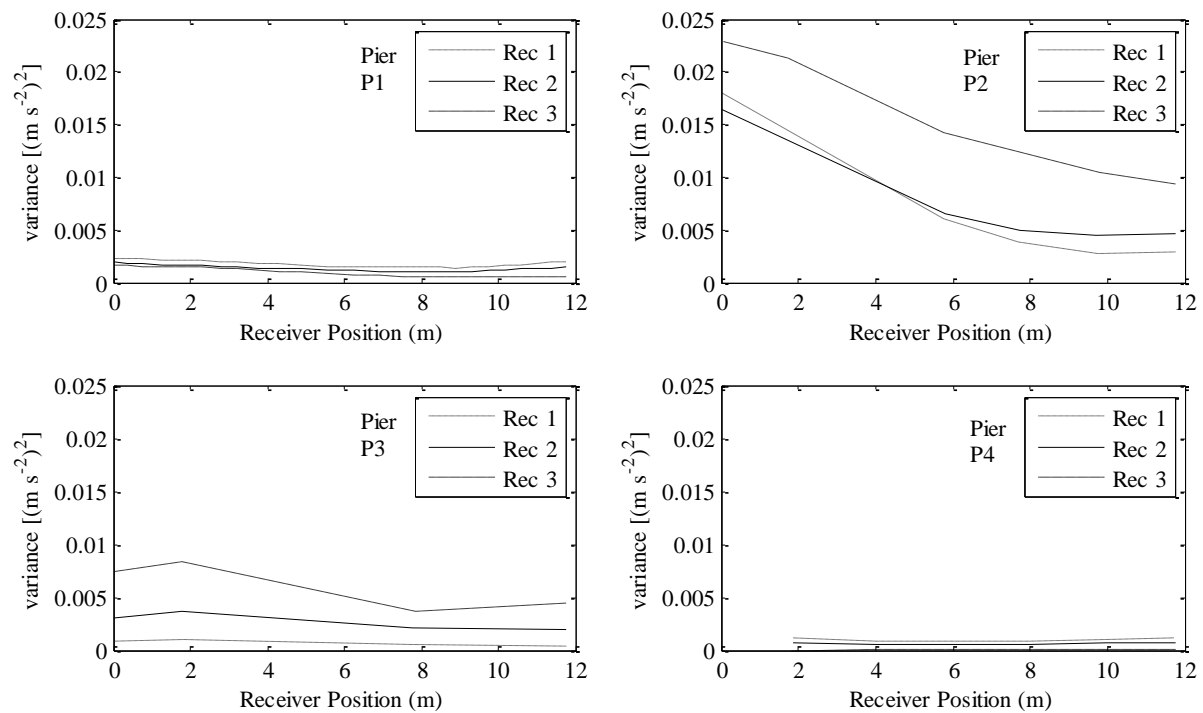 0.025
0.02
0.015
0.01
0.005
0
variance [(m s⁻²)²]
0 2 4 6 8 10 12
Receiver Position (m)
Pier
P1
Rec 1
Rec 2
Rec 3
0.025
0.02
0.015
0.01
0.005
0
variance [(m s⁻²)²]
0 2 4 6 8 10 12
Receiver Position (m)
Pier
P2
Rec 1
Rec 2
Rec 3
0.025
0.02
0.015
0.01
0.005
0
variance [(m s⁻²)²]
0 2 4 6 8 10 12
Receiver Position (m)
Pier
P3
Rec 1
Rec 2
Rec 3
0.025
0.02
0.015
0.01
0.005
0
variance [(m s⁻²)²]
0 2 4 6 8 10 12
Receiver Position (m)
Pier
P4
Rec 1
Rec 2
Rec 3